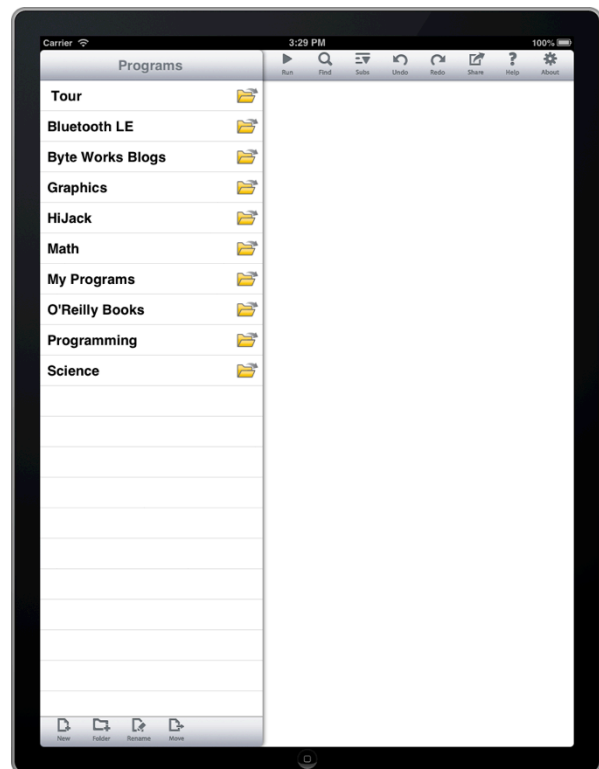 Carrier 3:29 PM 100%
Programs
Run Find Subs Undo Redo Share Help About
Tour
Bluetooth LE
Byte Works Blogs
Graphics
HiJack
Math
My Programs
O'Reilly Books
Programming
Science
New Folder Rename Move